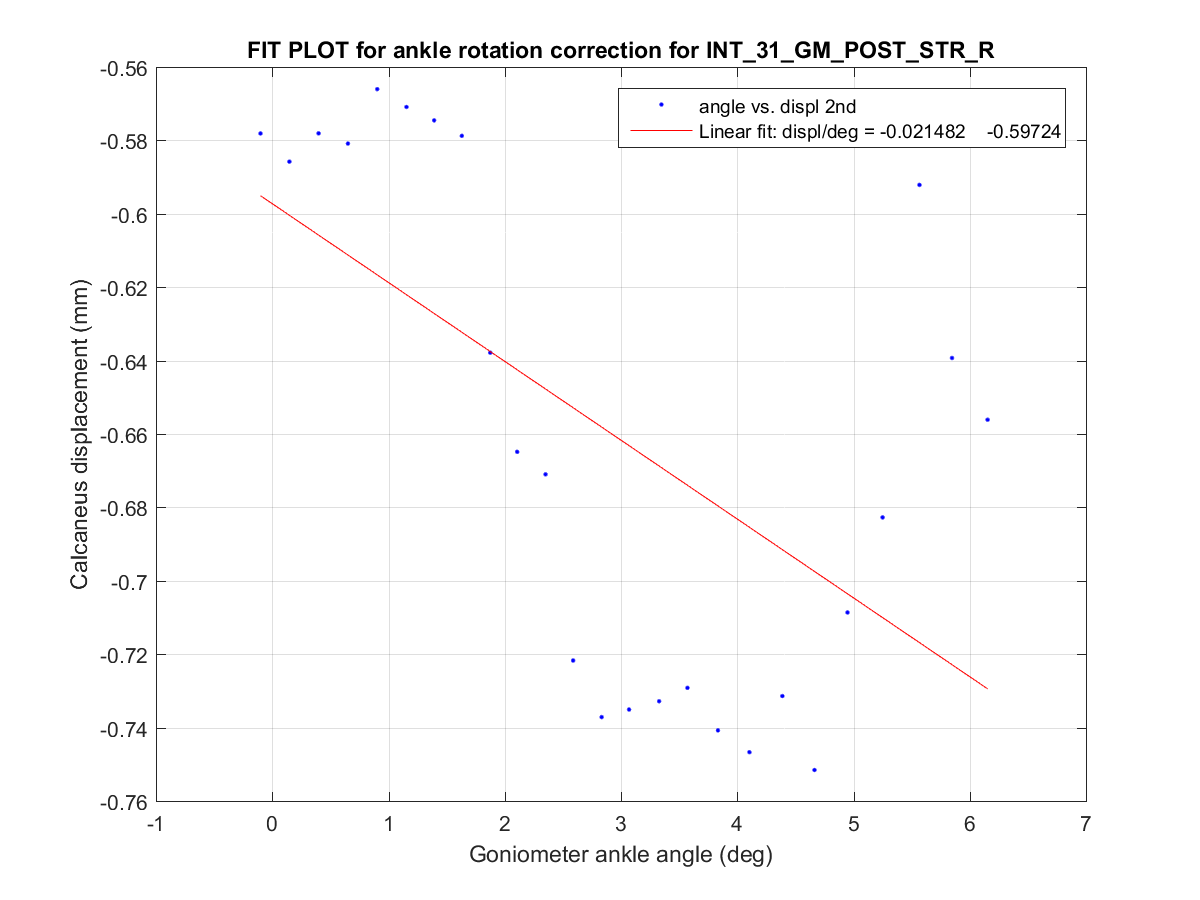 FIT PLOT for ankle rotation correction for INT_31_GM_POST_STR_R
angle vs. displ 2nd
Linear fit: displ/deg = -0.021482 -0.59724
-0.56
-0.58
-0.6
-0.62
-0.64
-0.66
-0.68
-0.7
-0.72
-0.74
-0.76
Calcaneus displacement (mm)
-1 0 1 2 3 4 5 6 7
Goniometer ankle angle (deg)